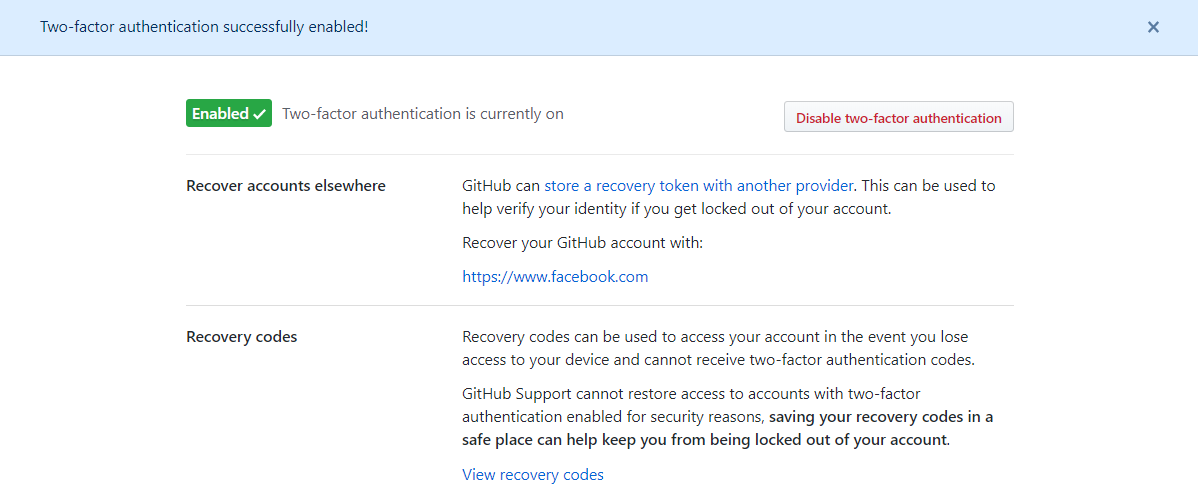 Two-factor authentication successfully enabled!
Enabled Two-factor authentication is currently on
Disable two-factor authentication
Recover accounts elsewhere
GitHub can store a recovery token with another provider. This can be used to
help verify your identity if you get locked out of your account.
Recover your GitHub account with:
https://www.facebook.com
Recovery codes
Recovery codes can be used to access your account in the event you lose
access to your device and cannot receive two-factor authentication codes.
GitHub Support cannot restore access to accounts with two-factor
authentication enabled for security reasons, saving your recovery codes in a
safe place can help keep you from being locked out of your account.
View recovery codes